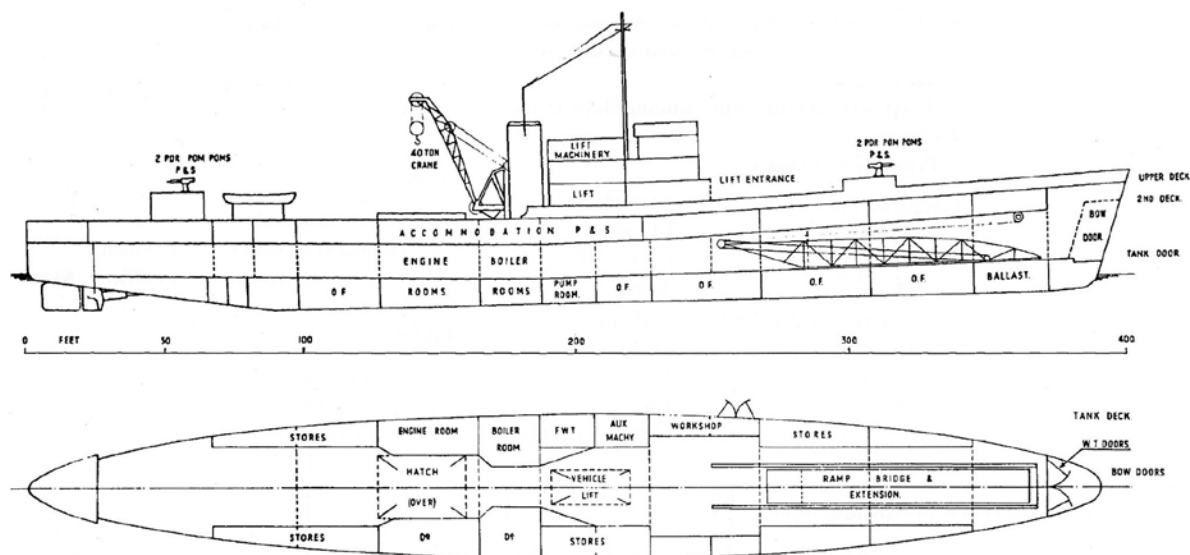 2 PDR POM POMS
P & S
40 TON
CRANE
LIFT
MACHINERY
LIFT
LIFT ENTRANCE
2 PDR POM POMS
P & S.
UPPER DECK
2ND DECK.
BOW
DOOR.
TANK DOOR
ACCOMMODATION P & S
ENGINE BOILER
O.F. ROOMS. ROOMS PUMP
ROOM. O.F. O.F. O.F. O.F. BALLAST.
0 FEET 50 100 200 300 400
TANK DECK.
W.T DOORS
BOW DOORS
STORES ENGINE ROOM BOILER
ROOM F W T AUX
MACHY WORKSHOP STORES
HATCH
(OVER)
VEHICLE
LIFT
RAMP BRIDGE &
EXTENSION.
STORES Do Do STORES